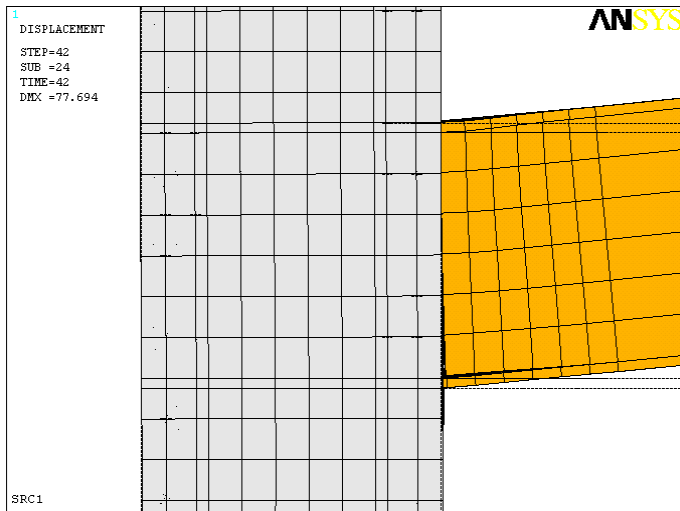 1
ANSYS
DISPLACEMENT
STEP=42
SUB =24
TIME=42
DMX =77.694
SRC1